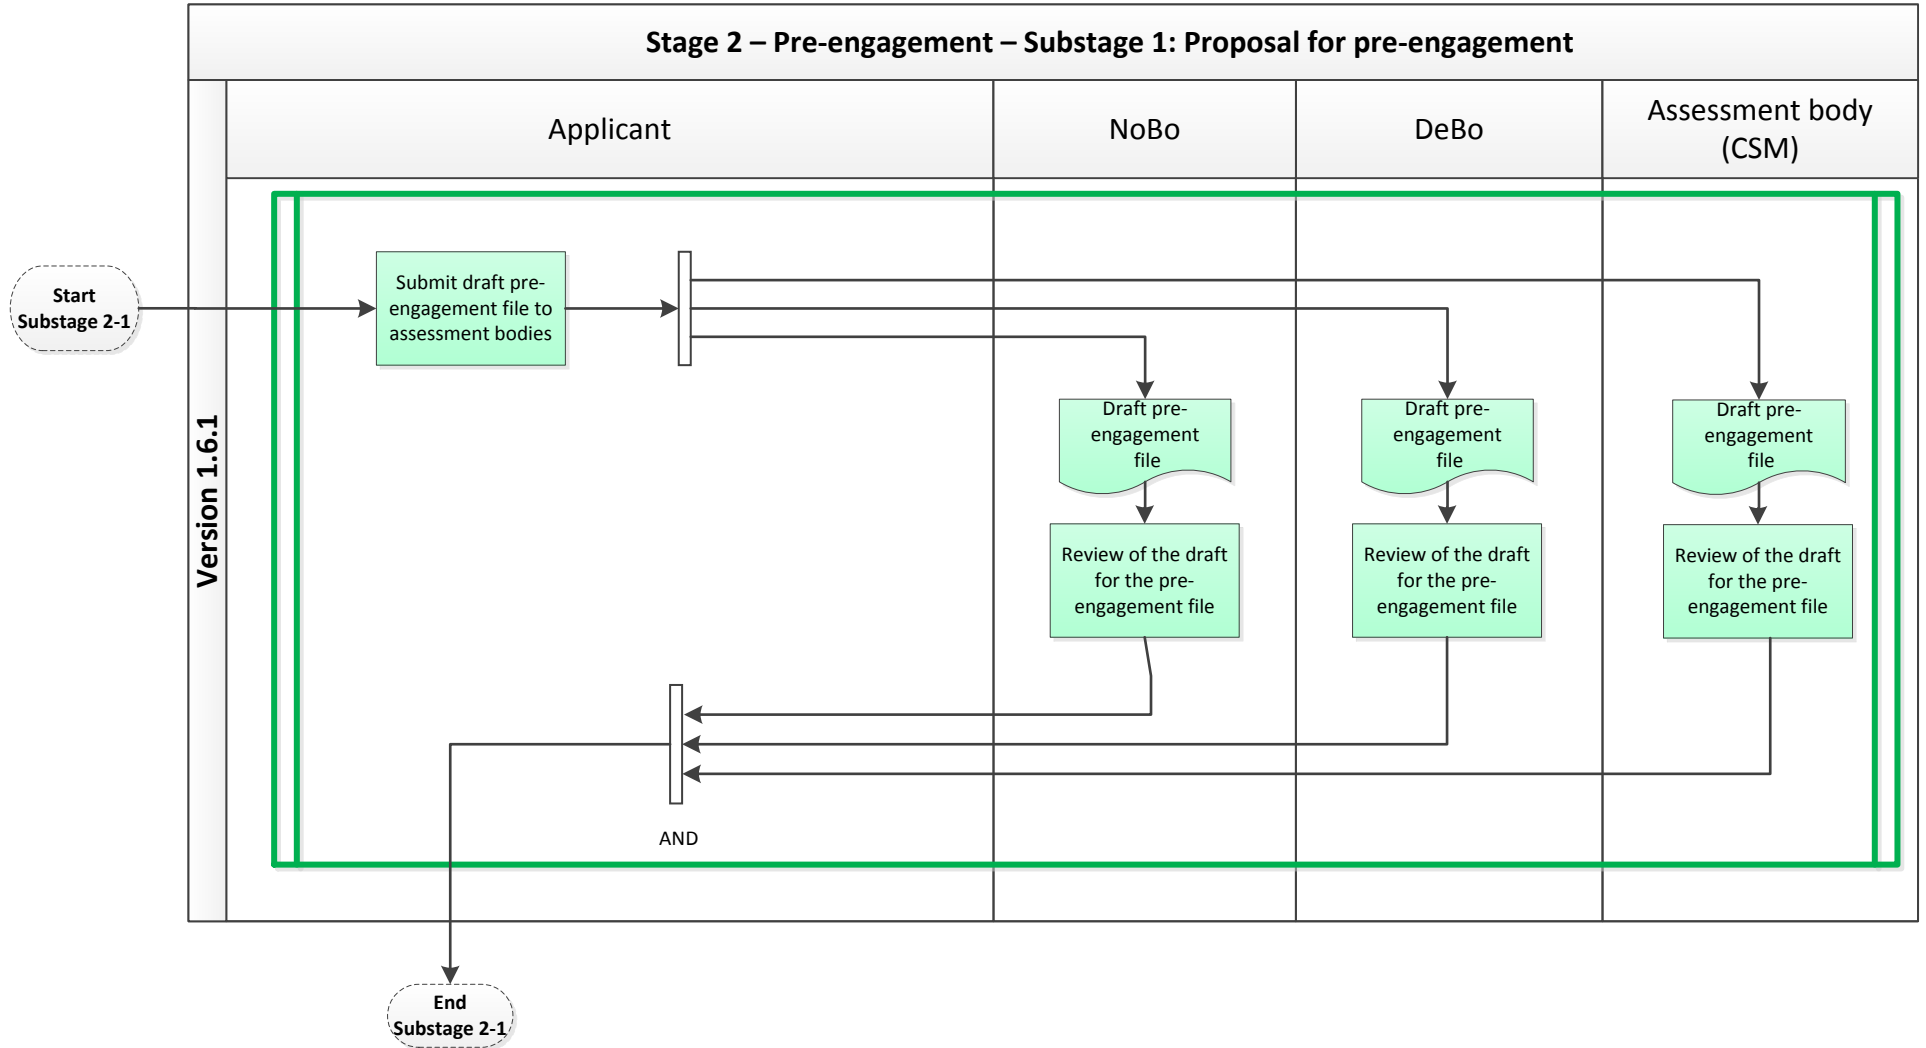 Stage 2 – Pre-engagement – Substage 1: Proposal for pre-engagement
Applicant
NoBo
DeBo
Assessment body
(CSM)
Version 1.6.1
Start
Substage 2-1
Submit draft pre-
engagement file to
assessment bodies
Draft pre-
engagement
file
Draft pre-
engagement
file
Draft pre-
engagement
file
Review of the draft
for the pre-
engagement file
Review of the draft
for the pre-
engagement file
Review of the draft
for the pre-
engagement file
AND
End
Substage 2-1